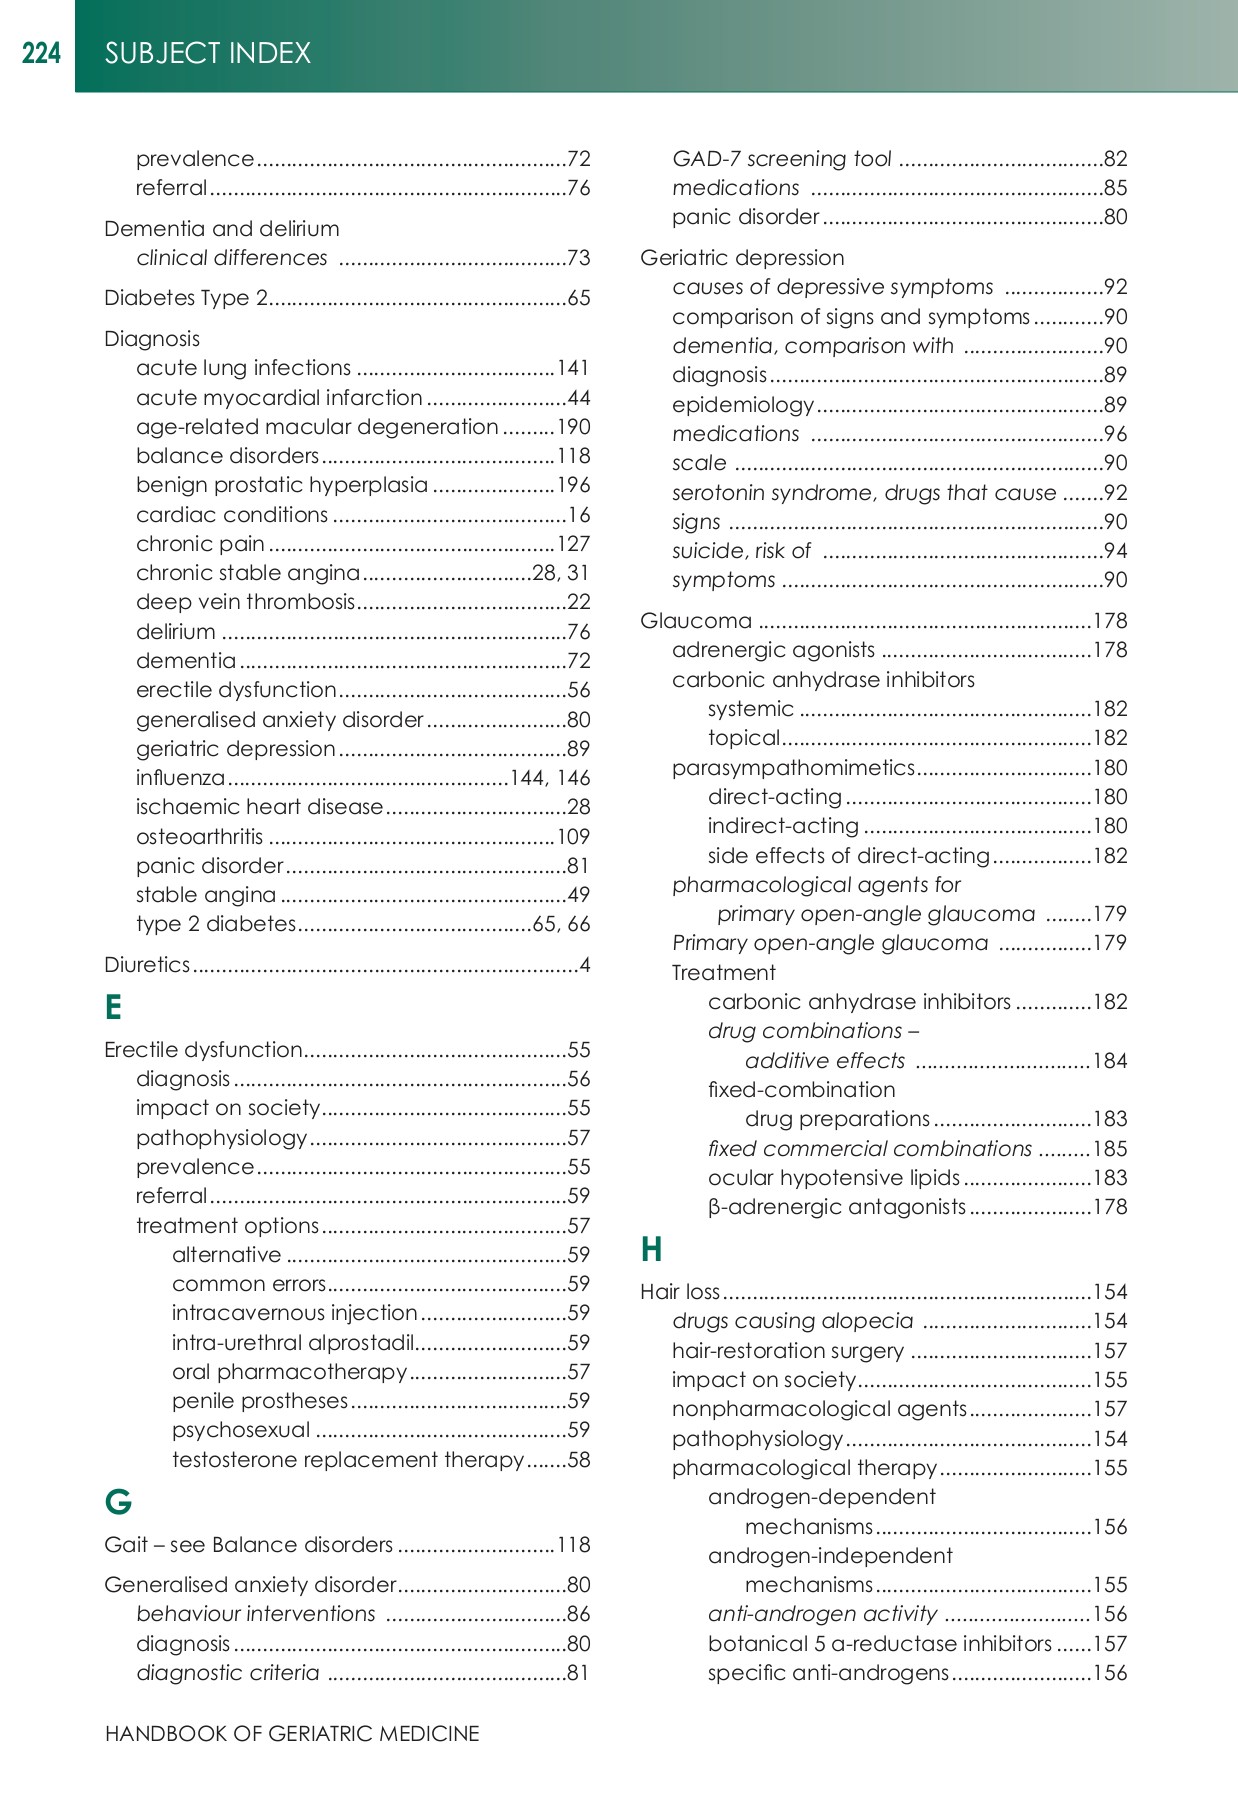 224 SUBJECT INDEX
prevalence.....................................................72
referral.............................................................76
Dementia and delirium
clinical differences .......................................73
Diabetes Type 2...................................................65
Diagnosis
acute lung infections ..................................141
acute myocardial infarction ........................44
age-related macular degeneration .........190
balance disorders........................................118
benign prostatic hyperplasia .....................196
cardiac conditions ........................................16
chronic pain .................................................127
chronic stable angina.............................28, 31
deep vein thrombosis....................................22
delirium ...........................................................76
dementia ........................................................72
erectile dysfunction.......................................56
generalised anxiety disorder ........................80
geriatric depression .......................................89
influenza ................................................144, 146
ischaemic heart disease...............................28
osteoarthritis .................................................109
panic disorder................................................81
stable angina .................................................49
type 2 diabetes........................................65, 66
Diuretics ..................................................................4
E
Erectile dysfunction.............................................55
diagnosis .........................................................56
impact on society..........................................55
pathophysiology ............................................57
prevalence.....................................................55
referral.............................................................59
treatment options ..........................................57
alternative ................................................59
common errors.........................................59
intracavernous injection .........................59
intra-urethral alprostadil..........................59
oral pharmacotherapy ...........................57
penile prostheses .....................................59
psychosexual ...........................................59
testosterone replacement therapy .......58
G
Gait – see Balance disorders ...........................118
Generalised anxiety disorder.............................80
behaviour interventions ...............................86
diagnosis .........................................................80
diagnostic criteria .........................................81
GAD-7 screening tool ...................................82
medications ..................................................85
panic disorder ................................................80
Geriatric depression
causes of depressive symptoms .................92
comparison of signs and symptoms ............90
dementia, comparison with ........................90
diagnosis .........................................................89
epidemiology .................................................89
medications ..................................................96
scale ...............................................................90
serotonin syndrome, drugs that cause .......92
signs ................................................................90
suicide, risk of ................................................94
symptoms .......................................................90
Glaucoma .........................................................178
adrenergic agonists ....................................178
carbonic anhydrase inhibitors
systemic ..................................................182
topical.....................................................182
parasympathomimetics..............................180
direct-acting ..........................................180
indirect-acting .......................................180
side effects of direct-acting.................182
pharmacological agents for
primary open-angle glaucoma ........179
Primary open-angle glaucoma ................179
Treatment
carbonic anhydrase inhibitors .............182
drug combinations –
additive effects ..............................184
fixed-combination
drug preparations ...........................183
fixed commercial combinations .........185
ocular hypotensive lipids ......................183
β-adrenergic antagonists .....................178
H
Hair loss ...............................................................154
drugs causing alopecia .............................154
hair-restoration surgery ...............................157
impact on society........................................155
nonpharmacological agents .....................157
pathophysiology ..........................................154
pharmacological therapy ..........................155
androgen-dependent
mechanisms .....................................156
androgen-independent
mechanisms .....................................155
anti-androgen activity .........................156
botanical 5 a-reductase inhibitors ......157
specific anti-androgens ........................156
HANDBOOK OF GERIATRIC MEDICINE